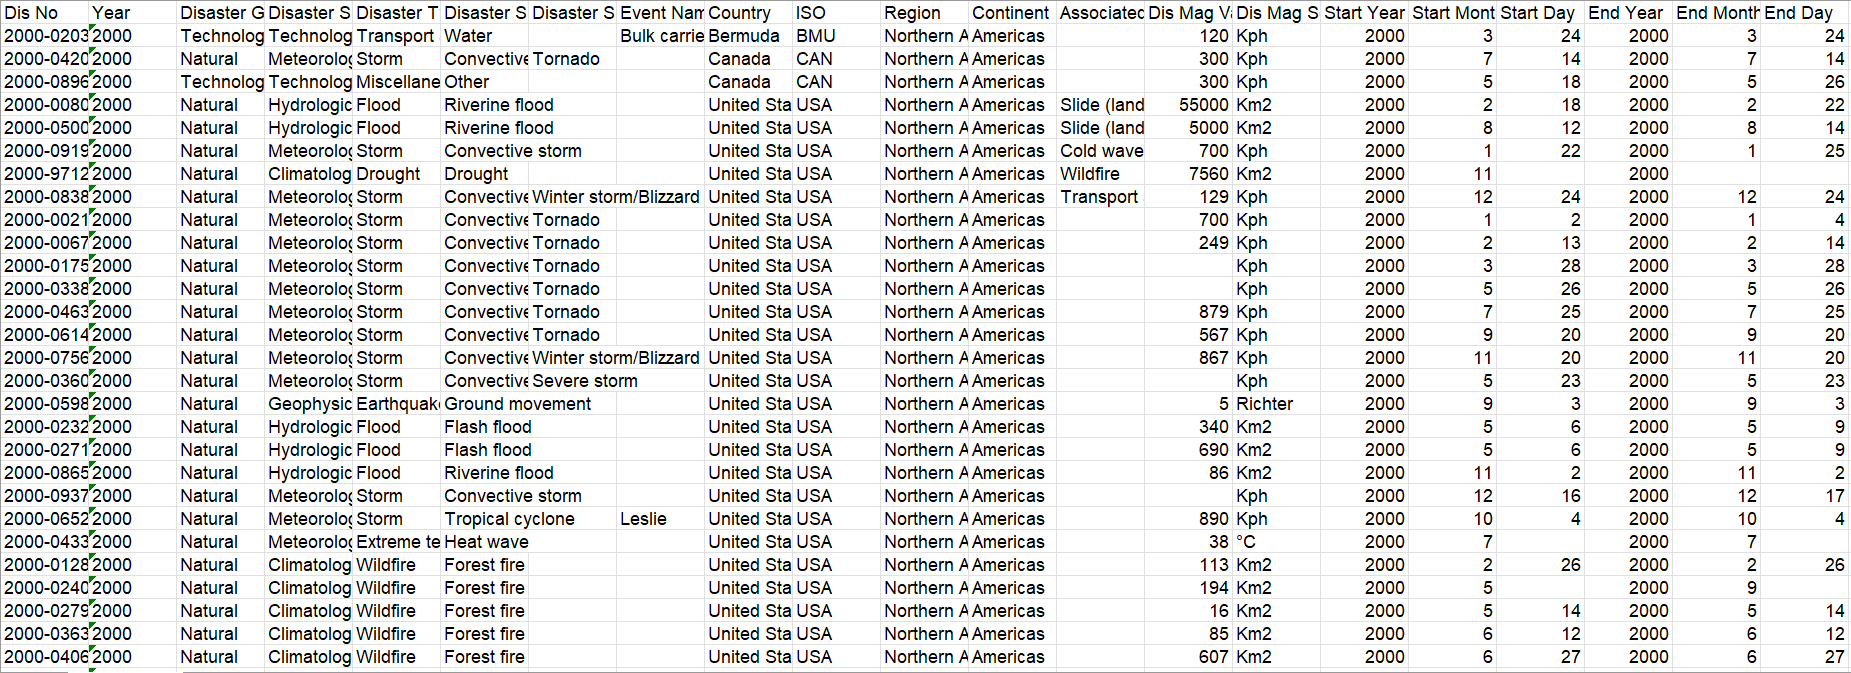 Dis No Year Disaster G Disaster S Disaster T Disaster S Disaster S Event Nam Country ISO Region Continent Associated Dis Mag V Dis Mag S Start Year Start Mont Start Day End Year End Month End Day
2000-0203 2000 Technolog Technolog Transport Water Bulk carrie Bermuda BMU Northern A Americas 120 Kph 2000 3 24 2000 3 24
2000-0420 2000 Natural Meteorolog Storm Convective Tornado Canada CAN Northern A Americas 300 Kph 2000 7 14 2000 7 14
2000-0896 2000 Technolog Technolog Miscellane Other Canada CAN Northern A Americas 300 Kph 2000 5 18 2000 5 26
2000-0080 2000 Natural Hydrologic Flood Riverine flood United Sta USA Northern A Americas Slide (land 55000 Km2 2000 2 18 2000 2 22
2000-0500 2000 Natural Hydrologic Flood Riverine flood United Sta USA Northern A Americas Slide (land 5000 Km2 2000 8 12 2000 8 14
2000-0919 2000 Natural Meteorolog Storm Convective storm United Sta USA Northern A Americas Cold wave 700 Kph 2000 1 22 2000 1 25
2000-9712 2000 Natural Climatolog Drought Drought United Sta USA Northern A Americas Wildfire 7560 Km2 2000 11 2000
2000-0838 2000 Natural Meteorolog Storm Convective Winter storm/Blizzard United Sta USA Northern A Americas Transport 129 Kph 2000 12 24 2000 12 24
2000-0021 2000 Natural Meteorolog Storm Convective Tornado United Sta USA Northern A Americas 700 Kph 2000 1 2 2000 1 4
2000-0067 2000 Natural Meteorolog Storm Convective Tornado United Sta USA Northern A Americas 249 Kph 2000 2 13 2000 2 14
2000-0175 2000 Natural Meteorolog Storm Convective Tornado United Sta USA Northern A Americas Kph 2000 3 28 2000 3 28
2000-0338 2000 Natural Meteorolog Storm Convective Tornado United Sta USA Northern A Americas Kph 2000 5 26 2000 5 26
2000-0463 2000 Natural Meteorolog Storm Convective Tornado United Sta USA Northern A Americas 879 Kph 2000 7 25 2000 7 25
2000-0614 2000 Natural Meteorolog Storm Convective Tornado United Sta USA Northern A Americas 567 Kph 2000 9 20 2000 9 20
2000-0756 2000 Natural Meteorolog Storm Convective Winter storm/Blizzard United Sta USA Northern A Americas 867 Kph 2000 11 20 2000 11 20
2000-0360 2000 Natural Meteorolog Storm Convective Severe storm United Sta USA Northern A Americas Kph 2000 5 23 2000 5 23
2000-0598 2000 Natural Geophysic Earthquake Ground movement United Sta USA Northern A Americas 5 Richter 2000 9 3 2000 9 3
2000-0232 2000 Natural Hydrologic Flood Flash flood United Sta USA Northern A Americas 340 Km2 2000 5 6 2000 5 9
2000-0271 2000 Natural Hydrologic Flood Flash flood United Sta USA Northern A Americas 690 Km2 2000 5 6 2000 5 9
2000-0865 2000 Natural Hydrologic Flood Riverine flood United Sta USA Northern A Americas 86 Km2 2000 11 2 2000 11 2
2000-0937 2000 Natural Meteorolog Storm Convective storm United Sta USA Northern A Americas Kph 2000 12 16 2000 12 17
2000-0652 2000 Natural Meteorolog Storm Tropical cyclone Leslie United Sta USA Northern A Americas 890 Kph 2000 10 4 2000 10 4
2000-0433 2000 Natural Meteorolog Extreme te Heat wave United Sta USA Northern A Americas 38 °C 2000 7 2000 7
2000-0128 2000 Natural Climatolog Wildfire Forest fire United Sta USA Northern A Americas 113 Km2 2000 2 26 2000 2 26
2000-0240 2000 Natural Climatolog Wildfire Forest fire United Sta USA Northern A Americas 194 Km2 2000 5 2000 9
2000-0279 2000 Natural Climatolog Wildfire Forest fire United Sta USA Northern A Americas 16 Km2 2000 5 14 2000 5 14
2000-0363 2000 Natural Climatolog Wildfire Forest fire United Sta USA Northern A Americas 85 Km2 2000 6 12 2000 6 12
2000-0406 2000 Natural Climatolog Wildfire Forest fire United Sta USA Northern A Americas 607 Km2 2000 6 27 2000 6 27